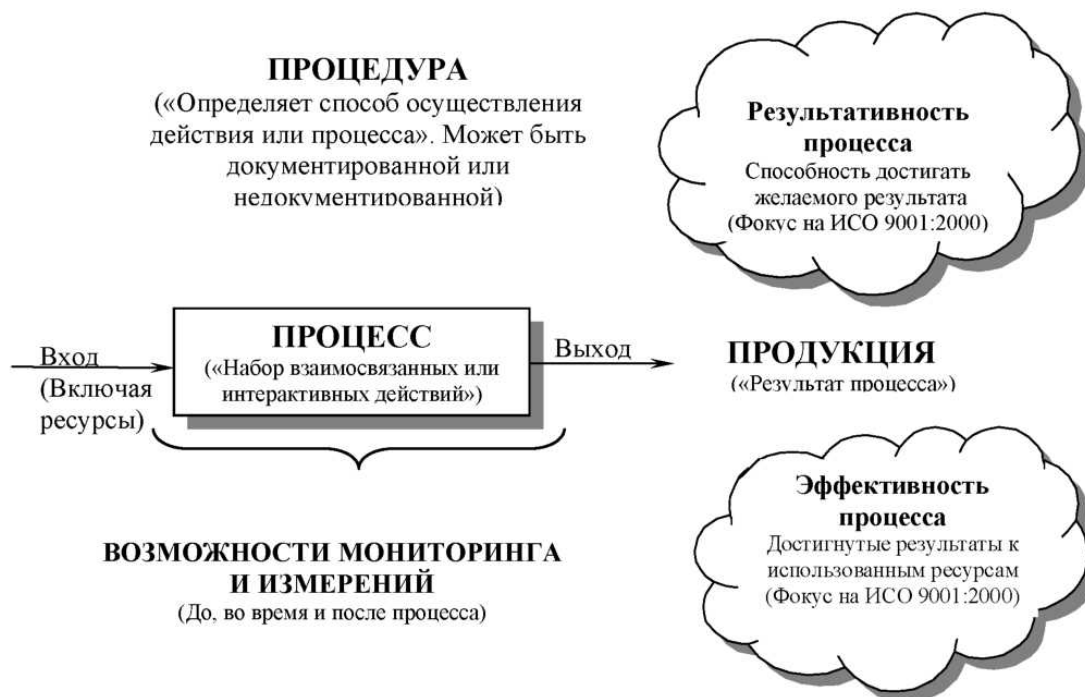 ПРОЦЕДУРА
(«Определяет способ осуществления
действия или процесса». Может быть
документированной или
недокументированной)
Результативность
процесса
Способность достигать
желаемого результата
(Фокус на ИСО 9001:2000)
Вход
(Включая
ресурсы)
ПРОЦЕСС
(«Набор взаимосвязанных или
интерактивных действий»)
Выход
ПРОДУКЦИЯ
(«Результат процесса»)
ВОЗМОЖНОСТИ МОНИТОРИНГА
И ИЗМЕРЕНИЙ
(До, во время и после процесса)
Эффективность
процесса
Достигнутые результаты к
использованным ресурсам
(Фокус на ИСО 9001:2000)